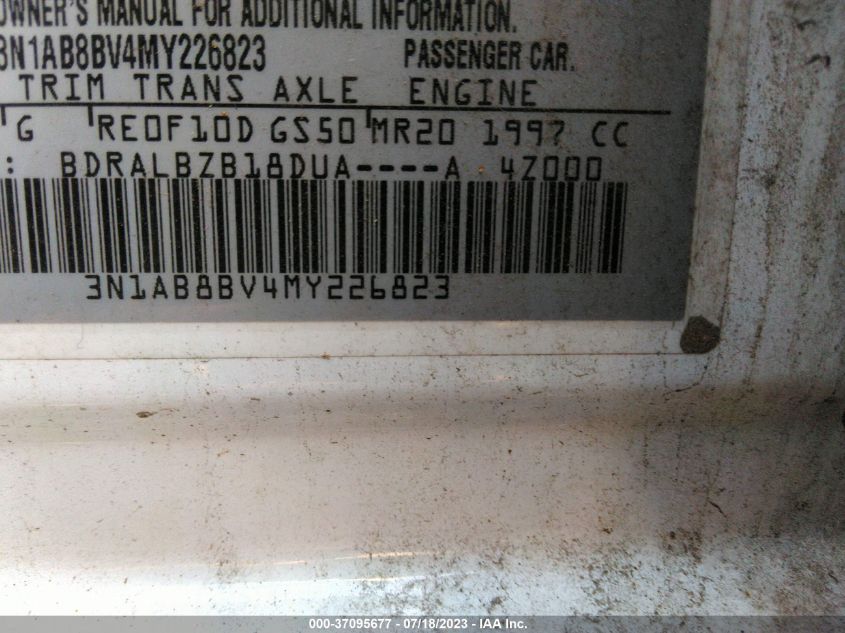 OWNER'S MANUAL FOR ADDITIONAL INFORMATION.
3N1AB8BV4MY226823 PASSENGER CAR.
TRIM TRANS AXLE ENGINE
G RE0F10D GS50 MR20 1997 CC
: BDRALBZB18DUA----A 4Z000
3N1AB8BV4MY226823
000-37095677 - 07/18/2023 - IAA Inc.